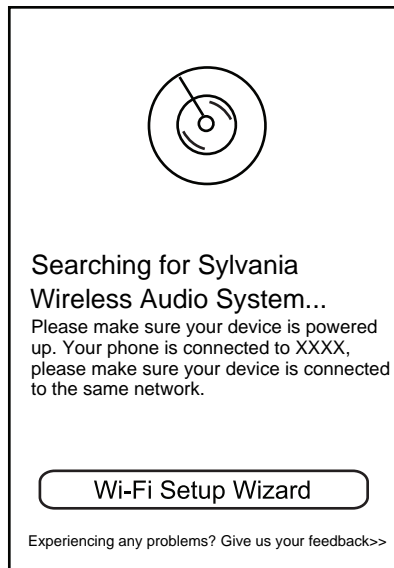 Searching for Sylvania
Wireless Audio System...
Please make sure your device is powered
up. Your phone is connected to XXXX,
please make sure your device is connected
to the same network.
Wi-Fi Setup Wizard
Experiencing any problems? Give us your feedback>>